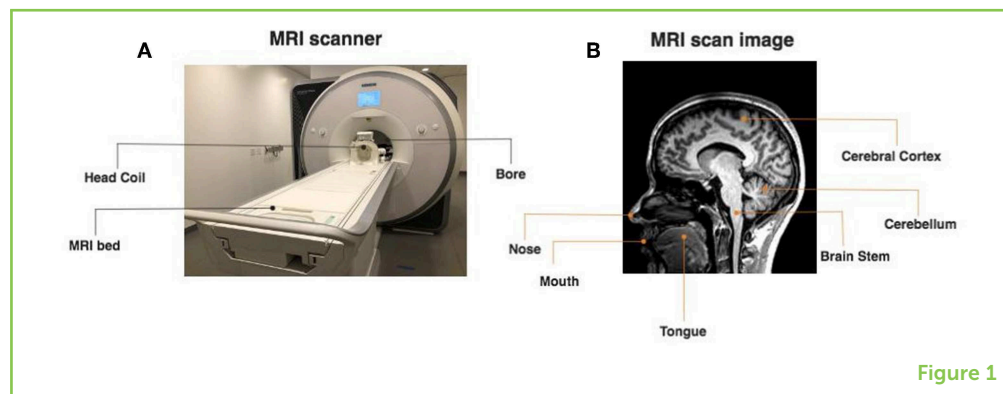 A
MRI scanner
Head Coil
Bore
MRI bed
B
MRI scan image
Cerebral Cortex
Cerebellum
Nose
Brain Stem
Mouth
Tongue
Figure 1